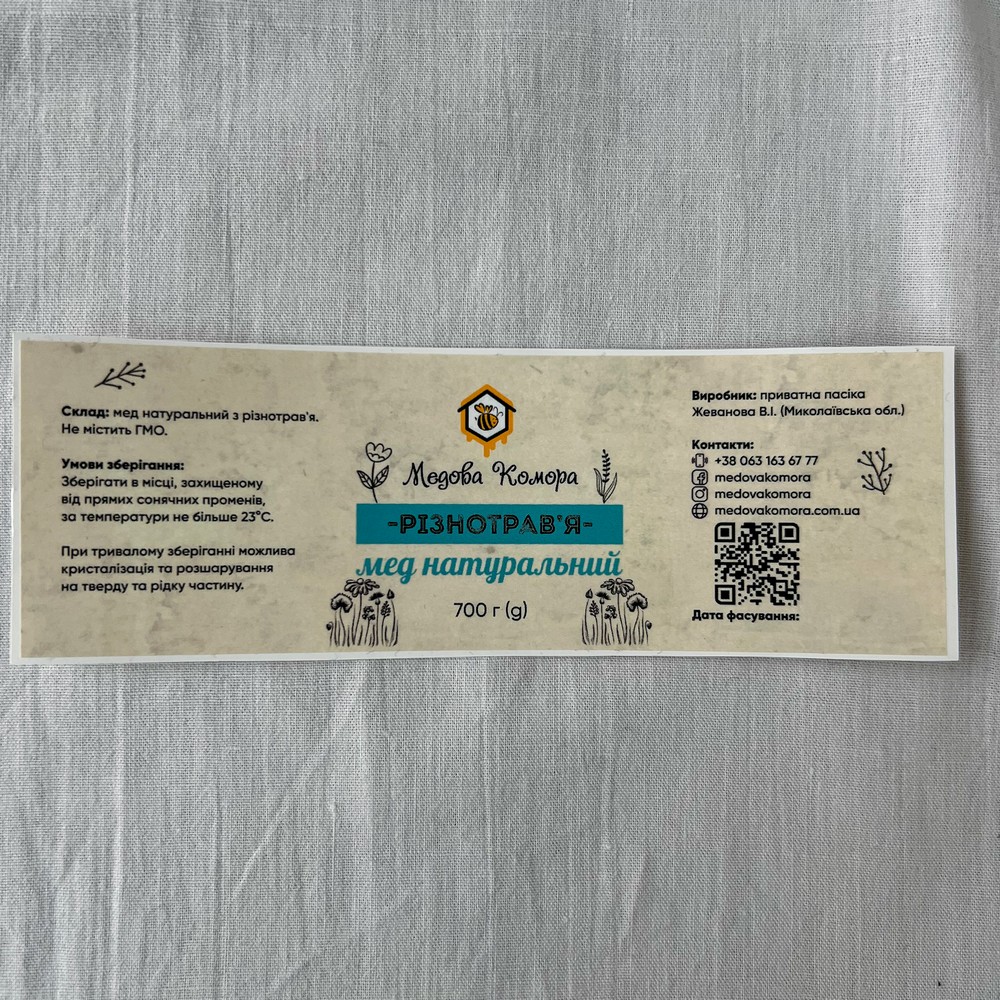 Склад: мед натуральний з різнотрав'я.
Не містить ГМО.
Умови зберігання:
Зберігати в місці, захищеному
від прямих сонячних променів,
за температури не більше 23°С.
При тривалому зберіганні можлива
кристалізація та розшарування
на тверду та рідку частину.
Медова Комора
-РІЗНОТРАВ'Я-
мед натуральний
700 г (g)
Виробник: приватна пасіка
Жеванова В.І. (Миколаївська обл.)
Контакти:
+38 063 163 67 77
medovakomora
medovakomora
medovakomora.com.ua
Дата фасування: